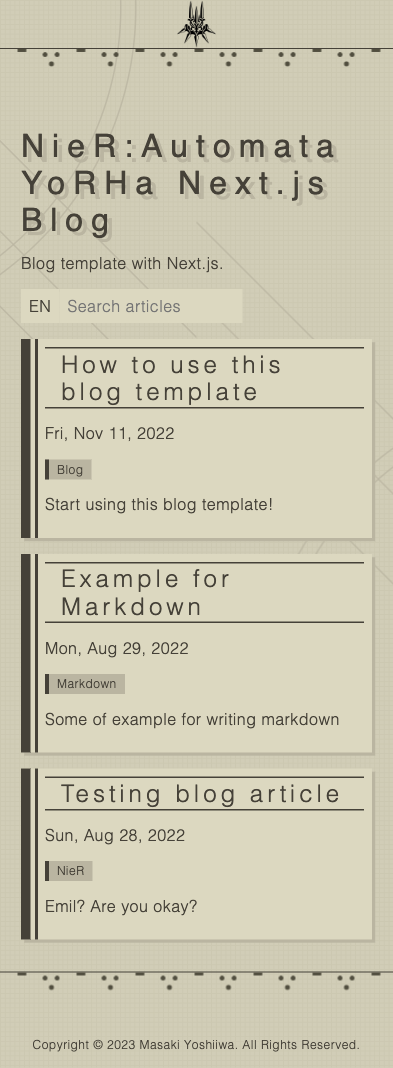 NieR:Automata
YoRHa Next.js
Blog
Blog template with Next.js.
EN Search articles
How to use this
blog template
Fri, Nov 11, 2022
Blog
Start using this blog template!
Example for
Markdown
Mon, Aug 29, 2022
Markdown
Some of example for writing markdown
Testing blog article
Sun, Aug 28, 2022
NieR
Emil? Are you okay?
Copyright © 2023 Masaki Yoshiiwa. All Rights Reserved.